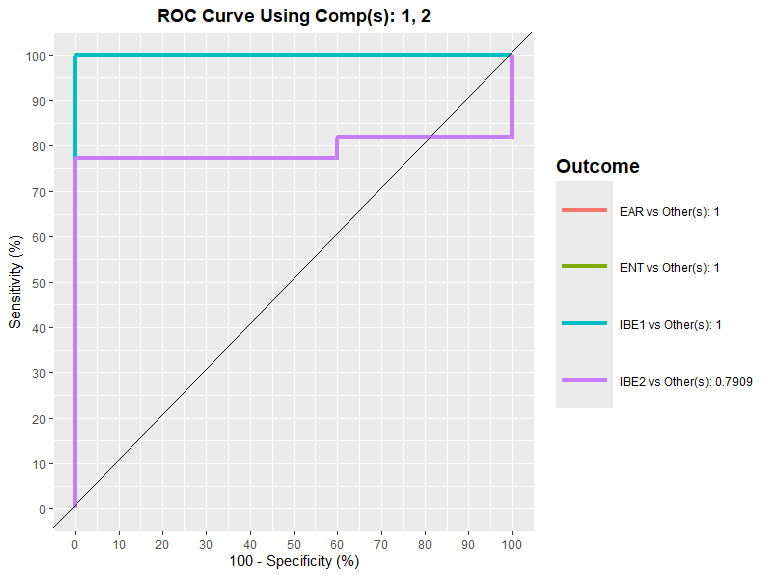 ROC Curve Using Comp(s): 1, 2
100
90
80
70
60
50
40
30
20
10
0
Sensitivity (%)
0 10 20 30 40 50 60 70 80 90 100
100 - Specificity (%)
Outcome
EAR vs Other(s): 1
ENT vs Other(s): 1
IBE1 vs Other(s): 1
IBE2 vs Other(s): 0.7909